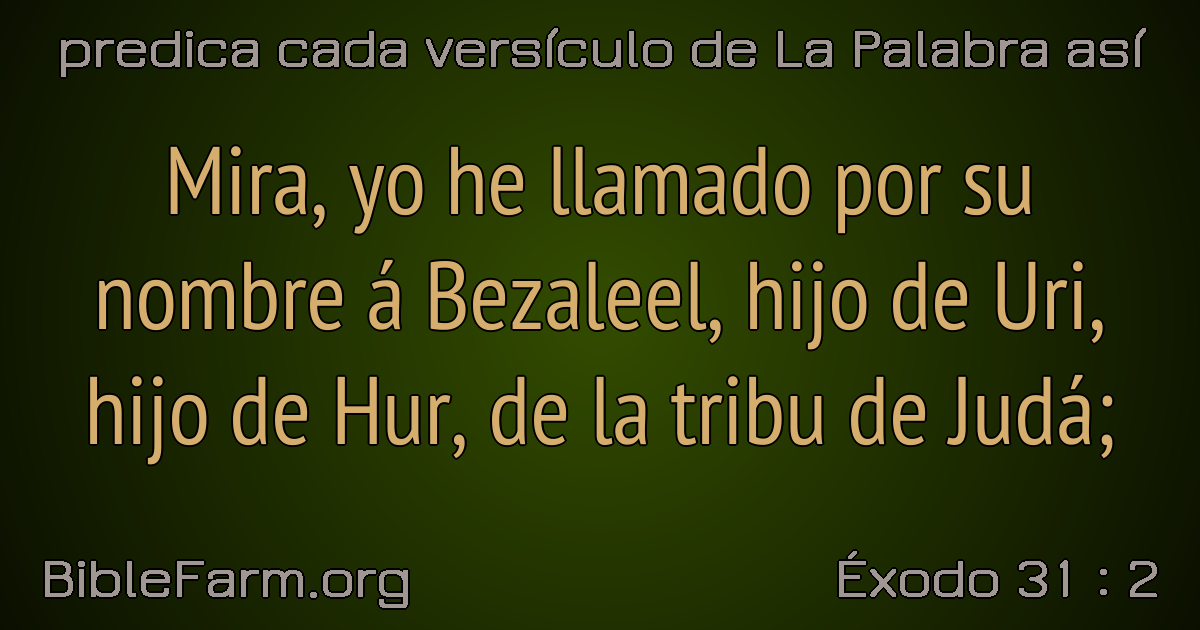 predica cada versículo de La Palabra así
Mira, yo he llamado por su
nombre á Bezaleel, hijo de Uri,
hijo de Hur, de la tribu de Judá;
BibleFarm.org
Éxodo 31 : 2